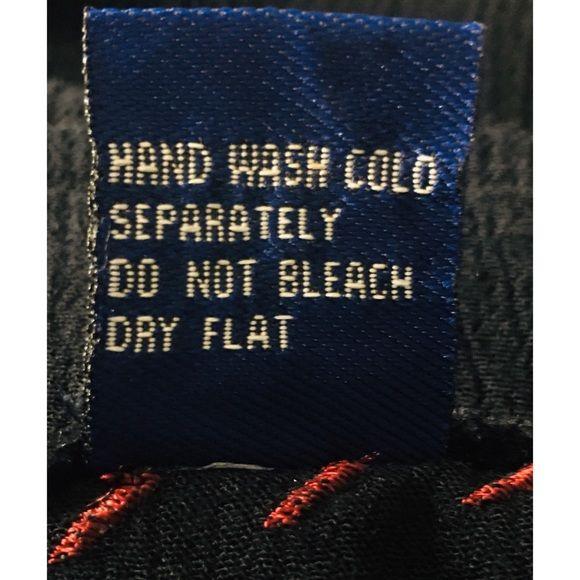 HAND WASH COLD
SEPARATELY
DO NOT BLEACH
DRY FLAT